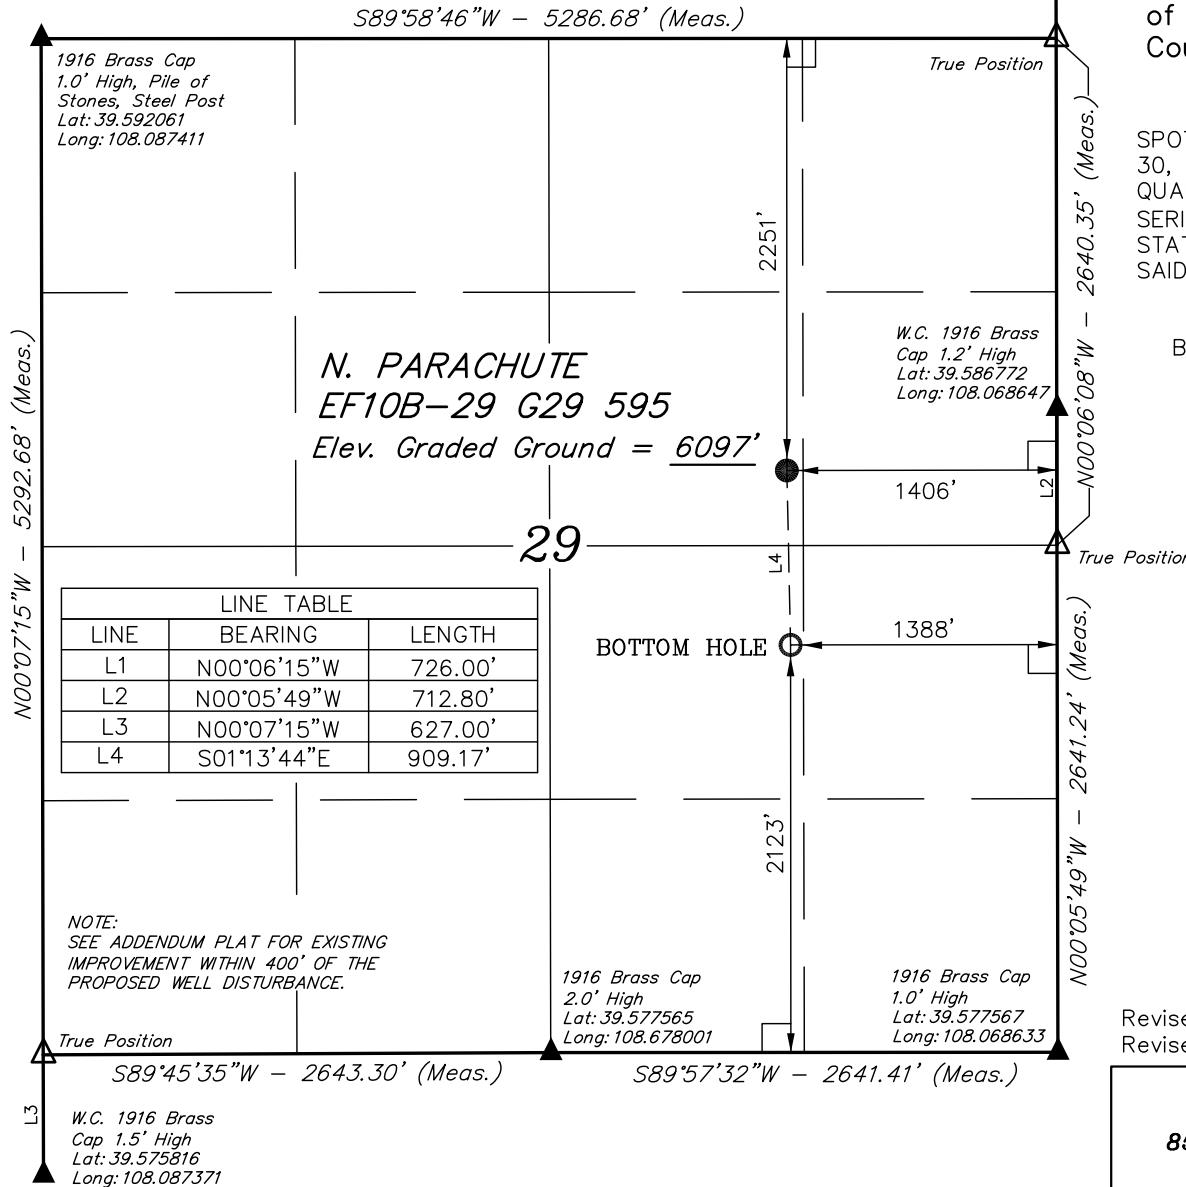 S89°58'46"W – 5286.68' (Meas.)
of
Cou
1916 Brass Cap
1.0' High, Pile of
Stones, Steel Post
Lat: 39.592061
Long: 108.087411
True Position
N00°06'08"W – 2640.35' (Meas.)
SPOT
30,
QUA
SERI
STAT
SAID
B
2251'
N. PARACHUTE
EF10B–29 G29 595
Elev. Graded Ground = 6097'
W.C. 1916 Brass
Cap 1.2' High
Lat: 39.586772
Long: 108.068647
1406'
L2
N00°07'15"W – 5292.68' (Meas.)
29
True Position
L4
LINE TABLE
LINE BEARING LENGTH
L1 N00°06'15"W 726.00'
L2 N00°05'49"W 712.80'
L3 N00°07'15"W 627.00'
L4 S01°13'44"E 909.17'
BOTTOM HOLE
1388'
N00°05'49"W – 2641.24' (Meas.)
2123'
NOTE:
SEE ADDENDUM PLAT FOR EXISTING
IMPROVEMENT WITHIN 400' OF THE
PROPOSED WELL DISTURBANCE.
1916 Brass Cap
2.0' High
Lat: 39.577565
Long: 108.678001
1916 Brass Cap
1.0' High
Lat: 39.577567
Long: 108.068633
Revise
Revise
True Position
S89°45'35"W – 2643.30' (Meas.)
S89°57'32"W – 2641.41' (Meas.)
L3
W.C. 1916 Brass
Cap 1.5' High
Lat: 39.575816
Long: 108.087371
85